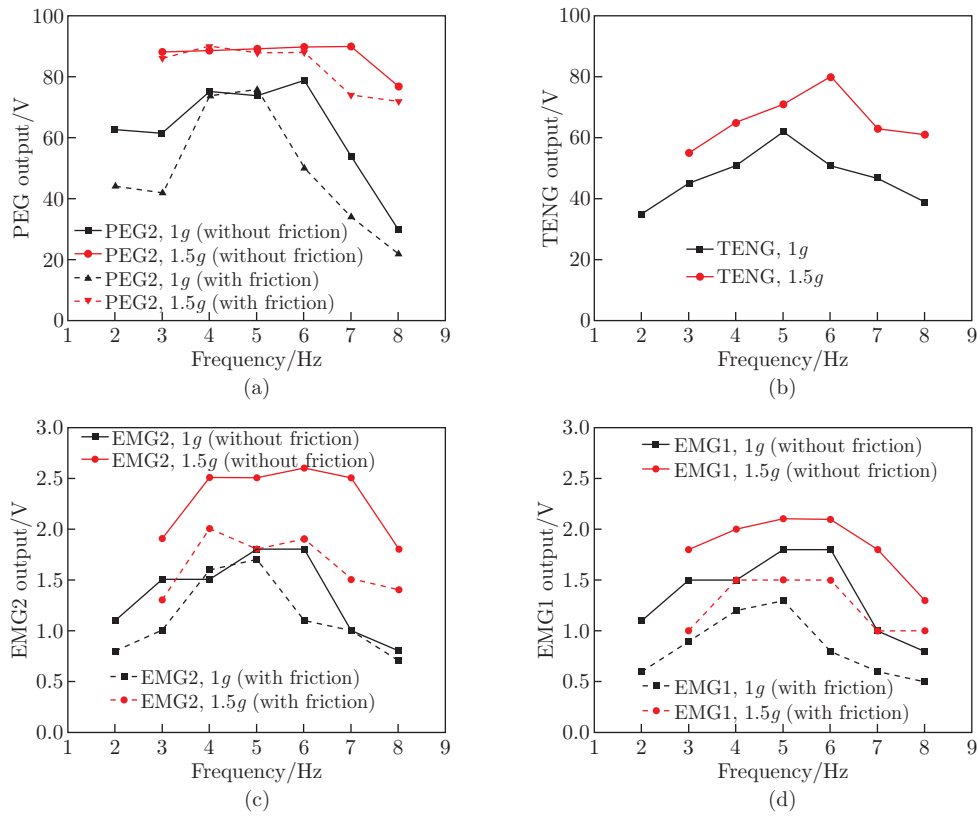 100
80
60
40
20
0
PEG output/V
PEG2, 1g (without friction)
PEG2, 1.5g (without friction)
PEG2, 1g (with friction)
PEG2, 1.5g (with friction)
1 2 3 4 5 6 7 8 9
Frequency/Hz
(a)
100
80
60
40
20
0
TENG output/V
TENG, 1g
TENG, 1.5g
1 2 3 4 5 6 7 8 9
Frequency/Hz
(b)
3.0
2.5
2.0
1.5
1.0
0.5
0.0
EMG2 output/V
EMG2, 1g (without friction)
EMG2, 1.5g (without friction)
EMG2, 1g (with friction)
EMG2, 1.5g (with friction)
1 2 3 4 5 6 7 8 9
Frequency/Hz
(c)
3.0
2.5
2.0
1.5
1.0
0.5
0.0
EMG1 output/V
EMG1, 1g (without friction)
EMG1, 1.5g (without friction)
EMG1, 1g (with friction)
EMG1, 1.5g (with friction)
1 2 3 4 5 6 7 8 9
Frequency/Hz
(d)